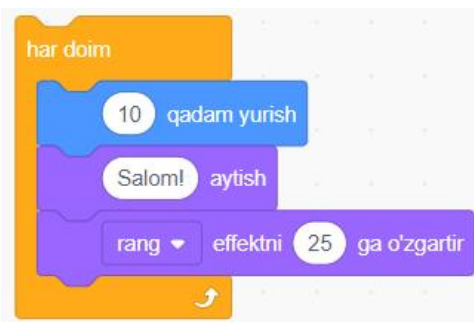 har doim
10 qadam yurish
Salom! aytish
rang effektni 25 ga o'zgartir